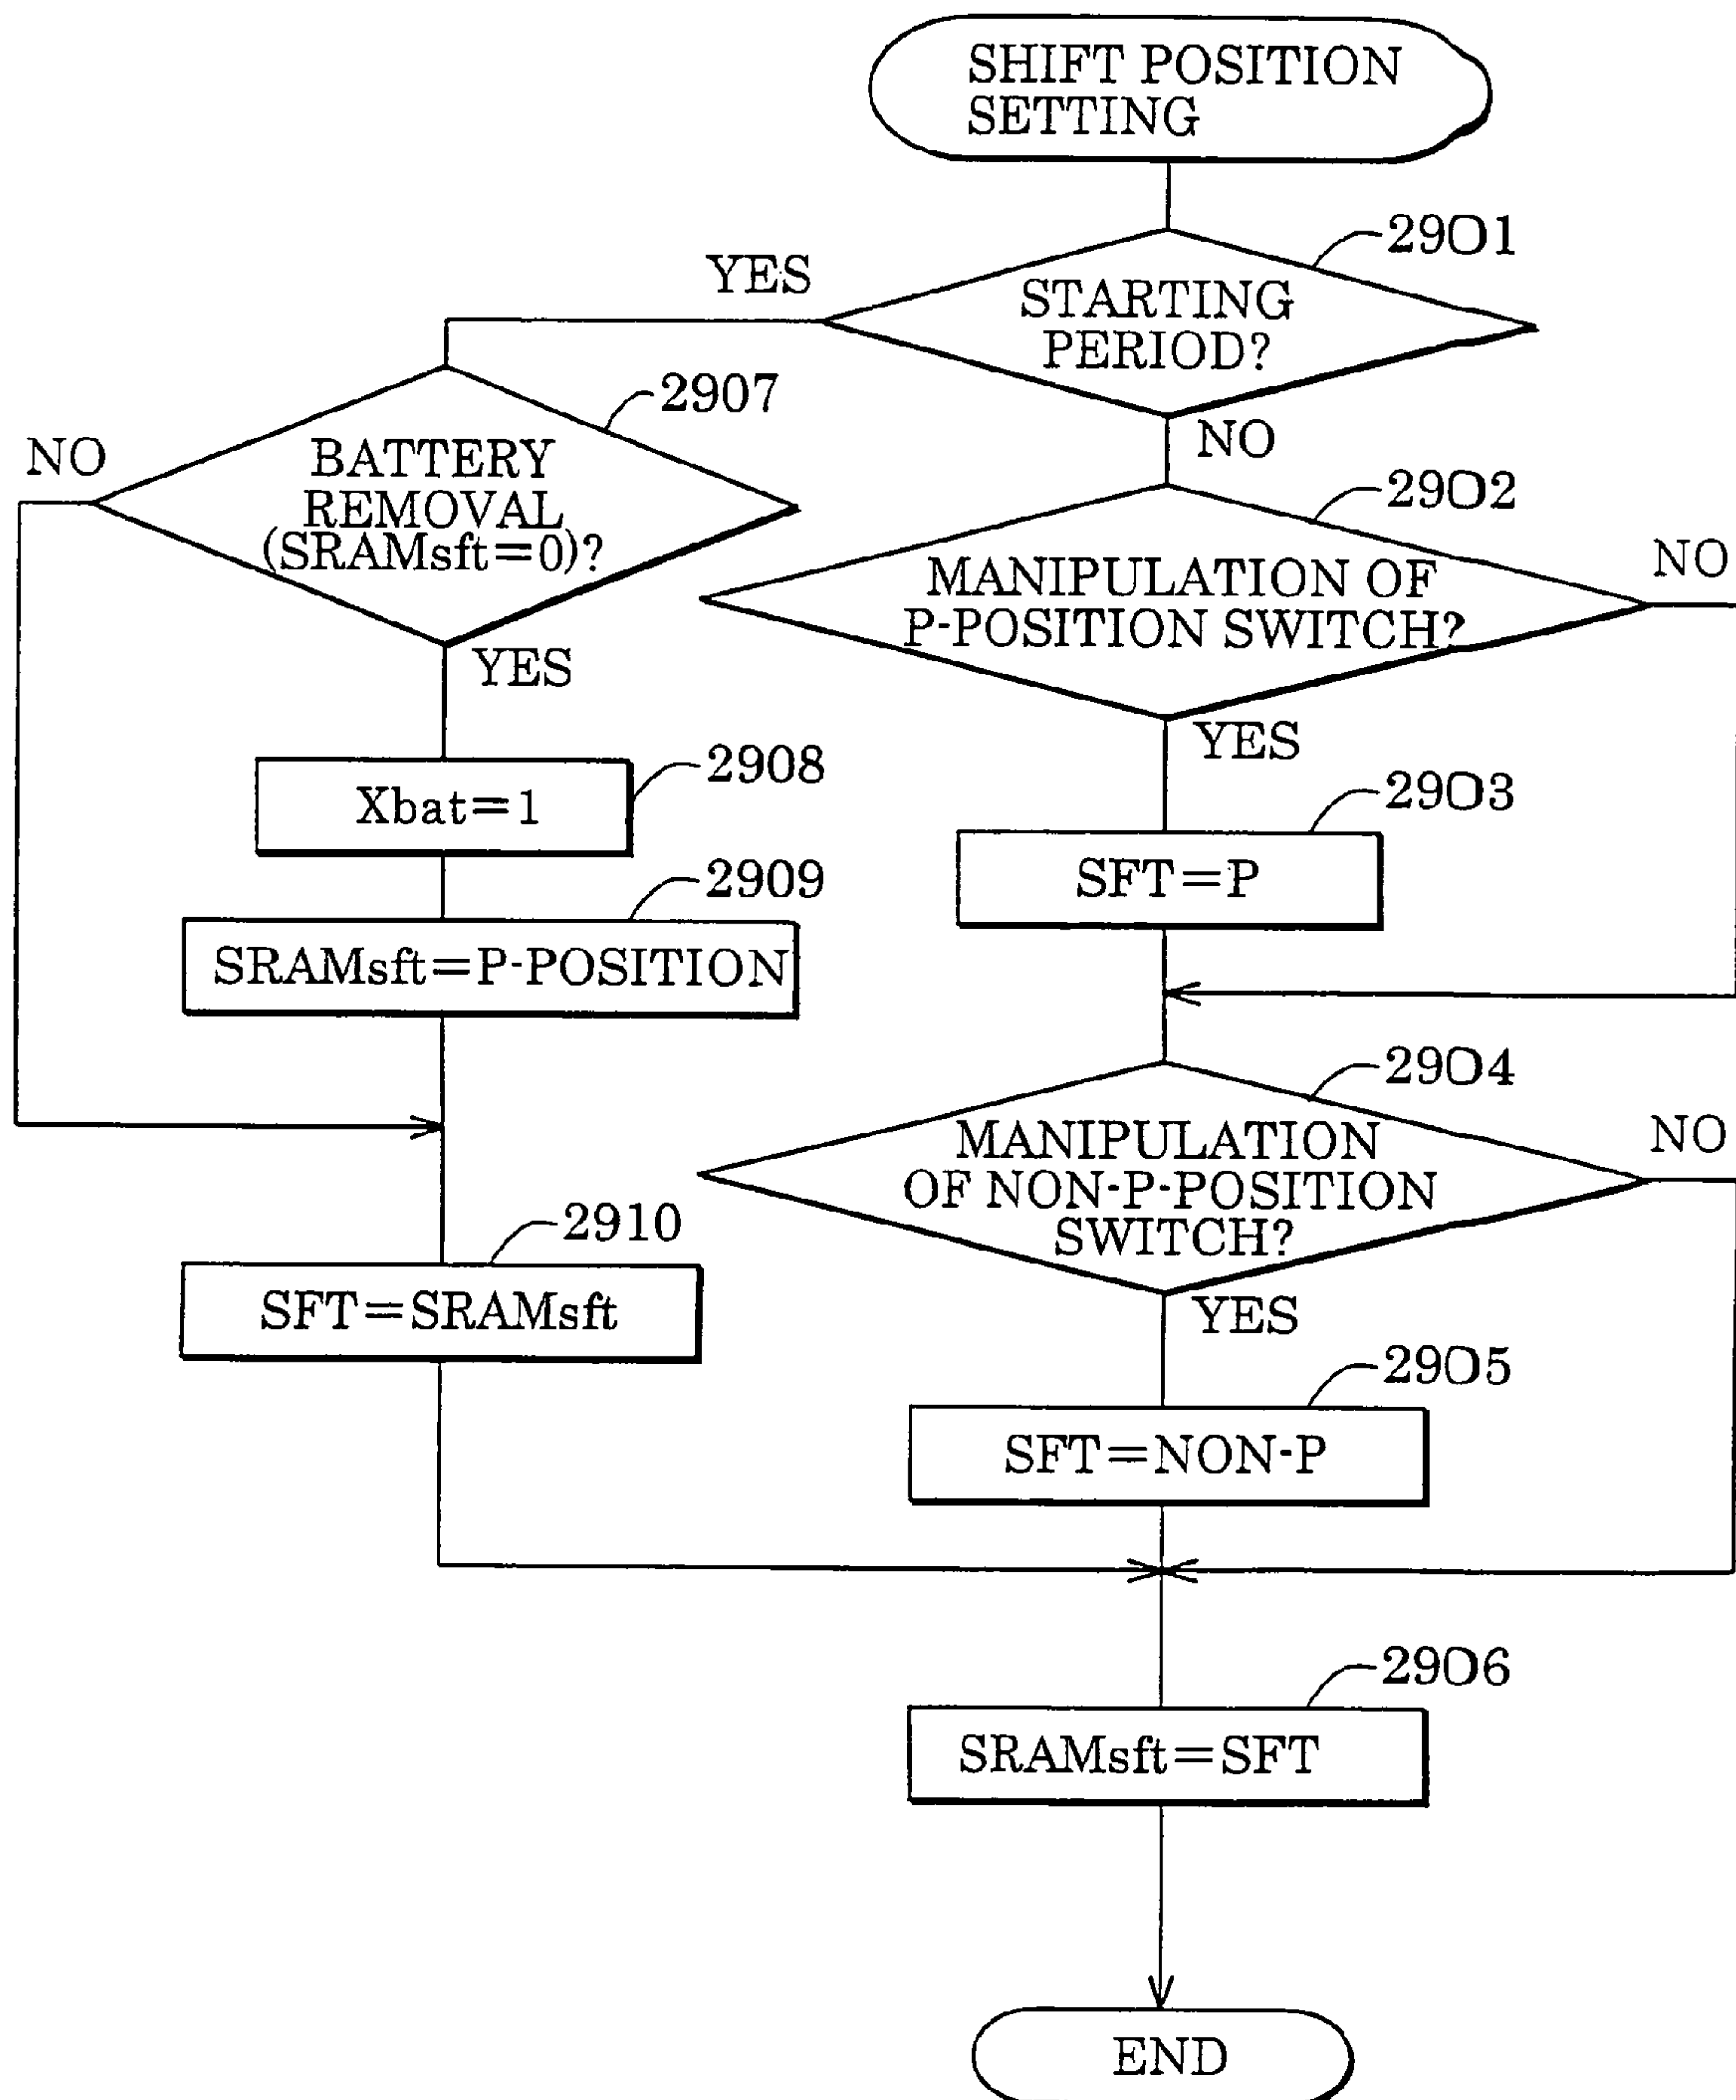 SHIFT POSITION
SETTING
2901
YES
STARTING
PERIOD?
NO
2907
NO
BATTERY
REMOVAL
(SRAMsft=0)?
YES
2902
NO
MANIPULATION OF
P-POSITION SWITCH?
YES
2908
Xbat=1
2903
SFT=P
2909
SRAMsft=P-POSITION
2904
NO
MANIPULATION
OF NON-P-POSITION
SWITCH?
YES
2910
SFT=SRAMsft
2905
SFT=NON-P
2906
SRAMsft=SFT
END